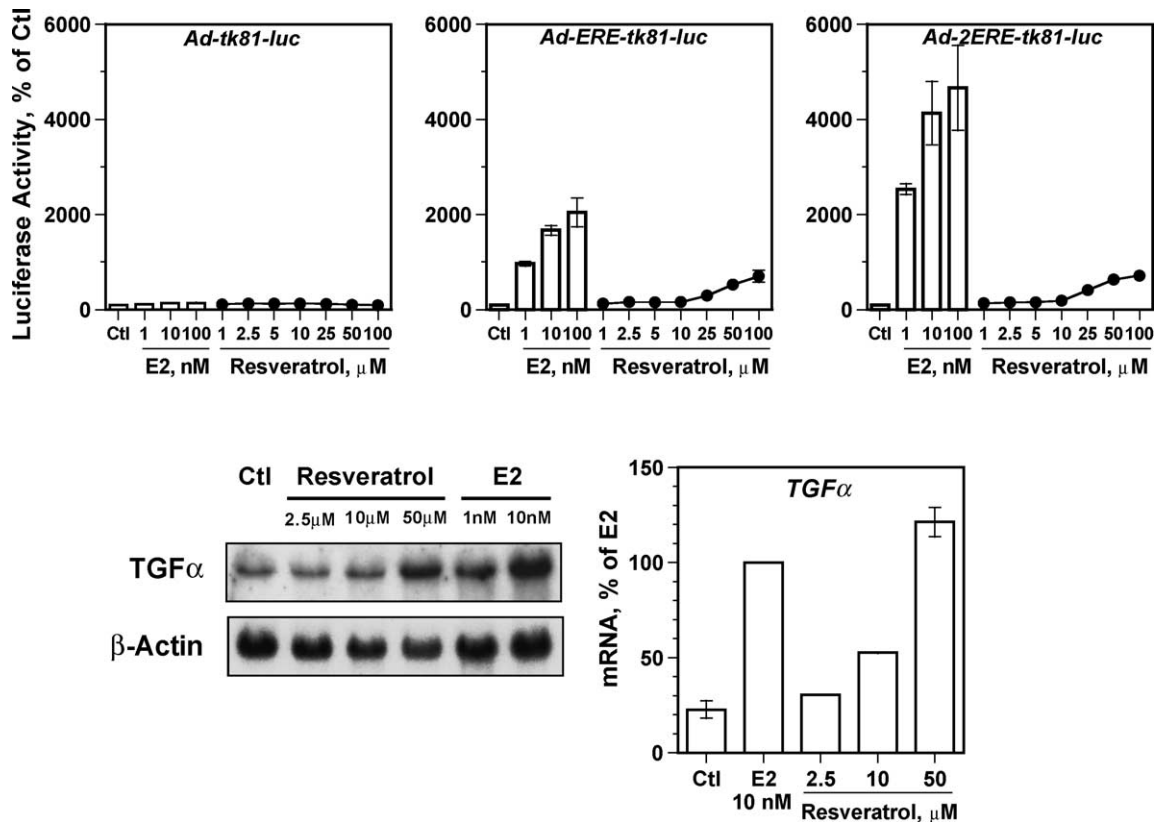 Luciferase Activity, % of Ctl
Ad-tk81-luc
6000
4000
2000
0
Ctl 1 10 100 1 2.5 5 10 25 50 100
E2, nM Resveratrol, μM
Ad-ERE-tk81-luc
6000
4000
2000
0
Ctl 1 10 100 1 2.5 5 10 25 50 100
E2, nM Resveratrol, μM
Ad-2ERE-tk81-luc
6000
4000
2000
0
Ctl 1 10 100 1 2.5 5 10 25 50 100
E2, nM Resveratrol, μM
Ctl Resveratrol E2
2.5μM 10μM 50μM 1nM 10nM
TGFα
β-Actin
mRNA, % of E2
TGFα
150
100
50
0
Ctl E2 2.5 10 50
10 nM Resveratrol, μM